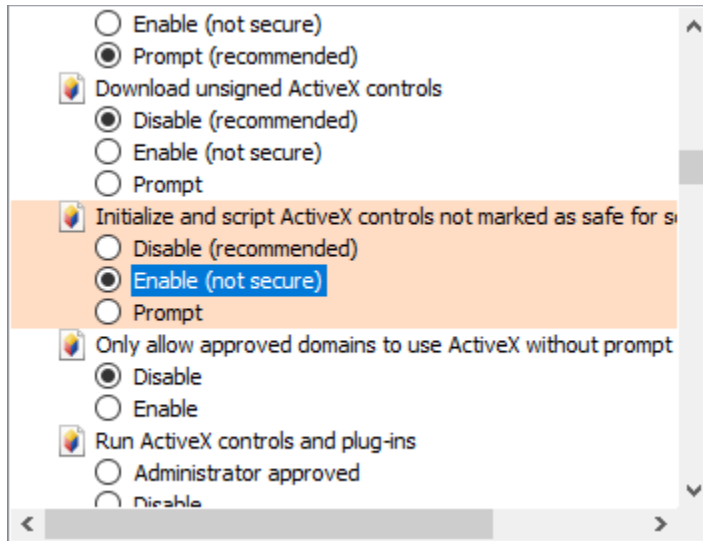 Enable (not secure)
Prompt (recommended)
Download unsigned ActiveX controls
Disable (recommended)
Enable (not secure)
Prompt
Initialize and script ActiveX controls not marked as safe for
Disable (recommended)
Enable (not secure)
Prompt
Only allow approved domains to use ActiveX without prompt
Disable
Enable
Run ActiveX controls and plug-ins
Administrator approved
Disable